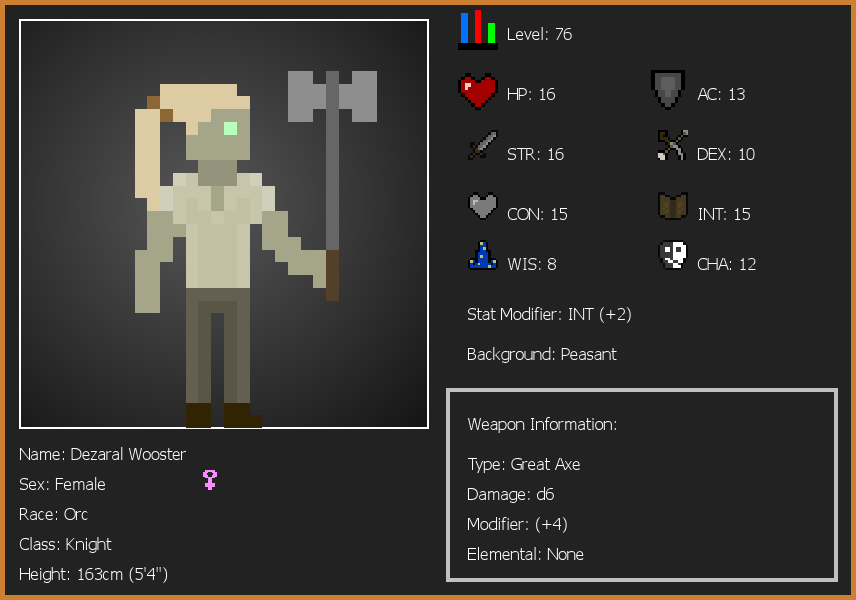 Level: 76
HP: 16
AC: 13
STR: 16
DEX: 10
CON: 15
INT: 15
WIS: 8
CHA: 12
Stat Modifier: INT (+2)
Background: Peasant
Weapon Information:
Type: Great Axe
Damage: d6
Modifier: (+4)
Elemental: None
Name: Dezaral Wooster
Sex: Female
Race: Orc
Class: Knight
Height: 163cm (5'4")